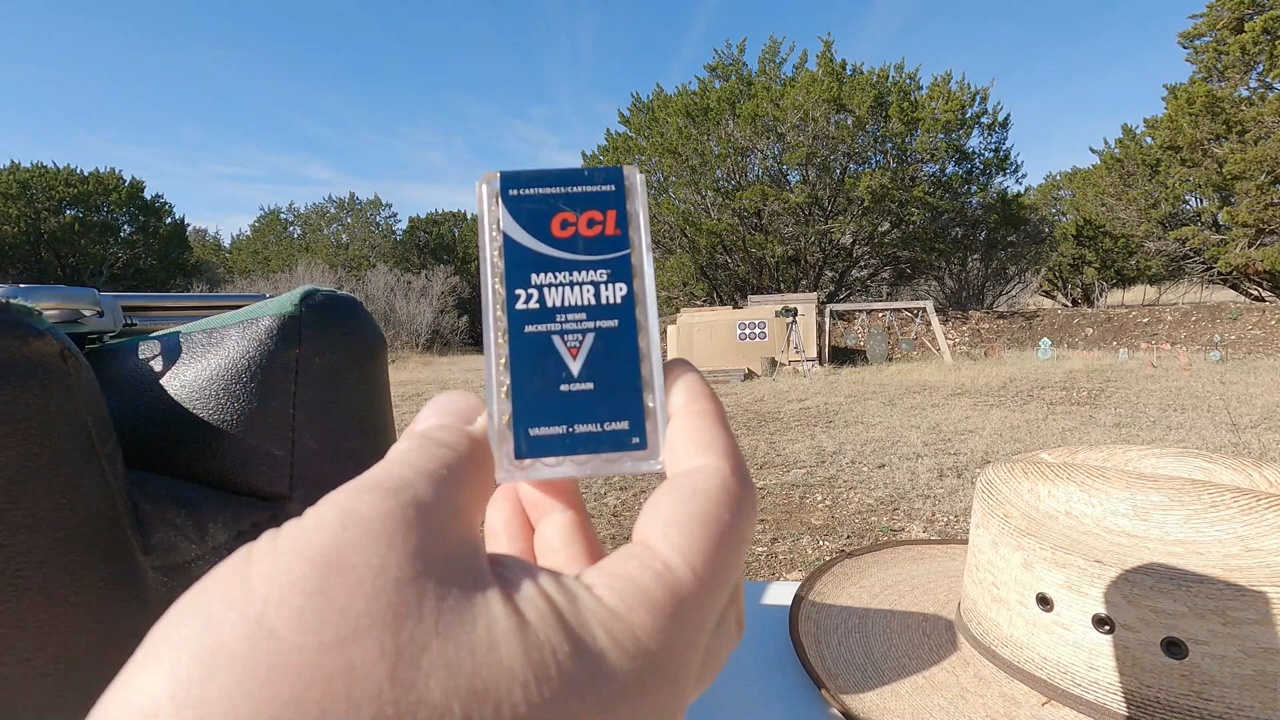 50 CARTRIDGES/CARTOUCHES
CCI
MAXI-MAG®
22 WMR HP
22 WMR
JACKETED HOLLOW POINT
1875
FPS
40 GRAIN
VARMINT • SMALL GAME